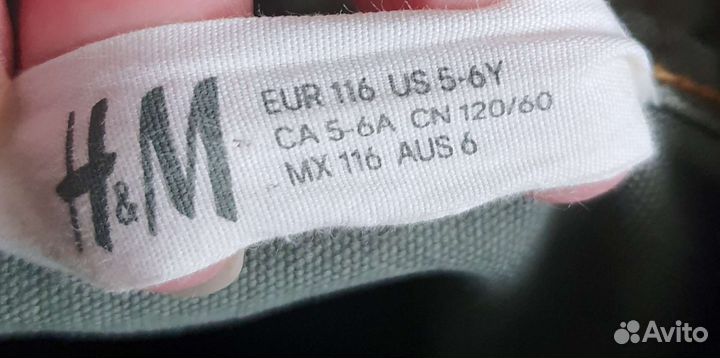 H&M
EUR 116 US 5-6Y
CA 5-6A CN 120/60
MX 116 AUS 6
Avito